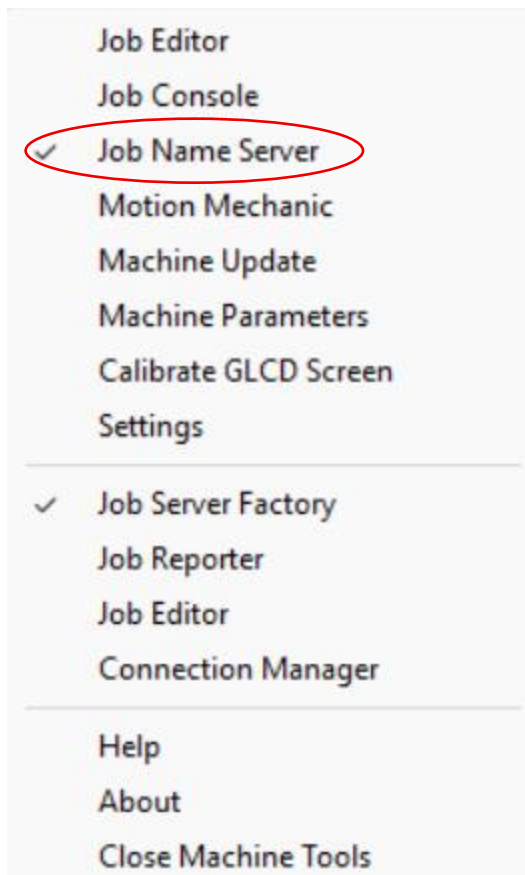 Job Editor
Job Console
Job Name Server
Motion Mechanic
Machine Update
Machine Parameters
Calibrate GLCD Screen
Settings
Job Server Factory
Job Reporter
Job Editor
Connection Manager
Help
About
Close Machine Tools